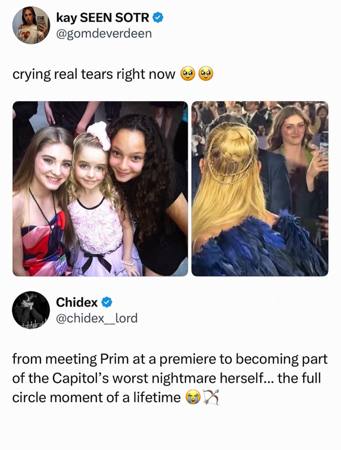 kay SEEN SOTR
@gomdeverdeen
crying real tears right now 🥹🥹
Chidex
@chidex__lord
from meeting Prim at a premiere to becoming part
of the Capitol’s worst nightmare herself... the full
circle moment of a lifetime 😭🏹